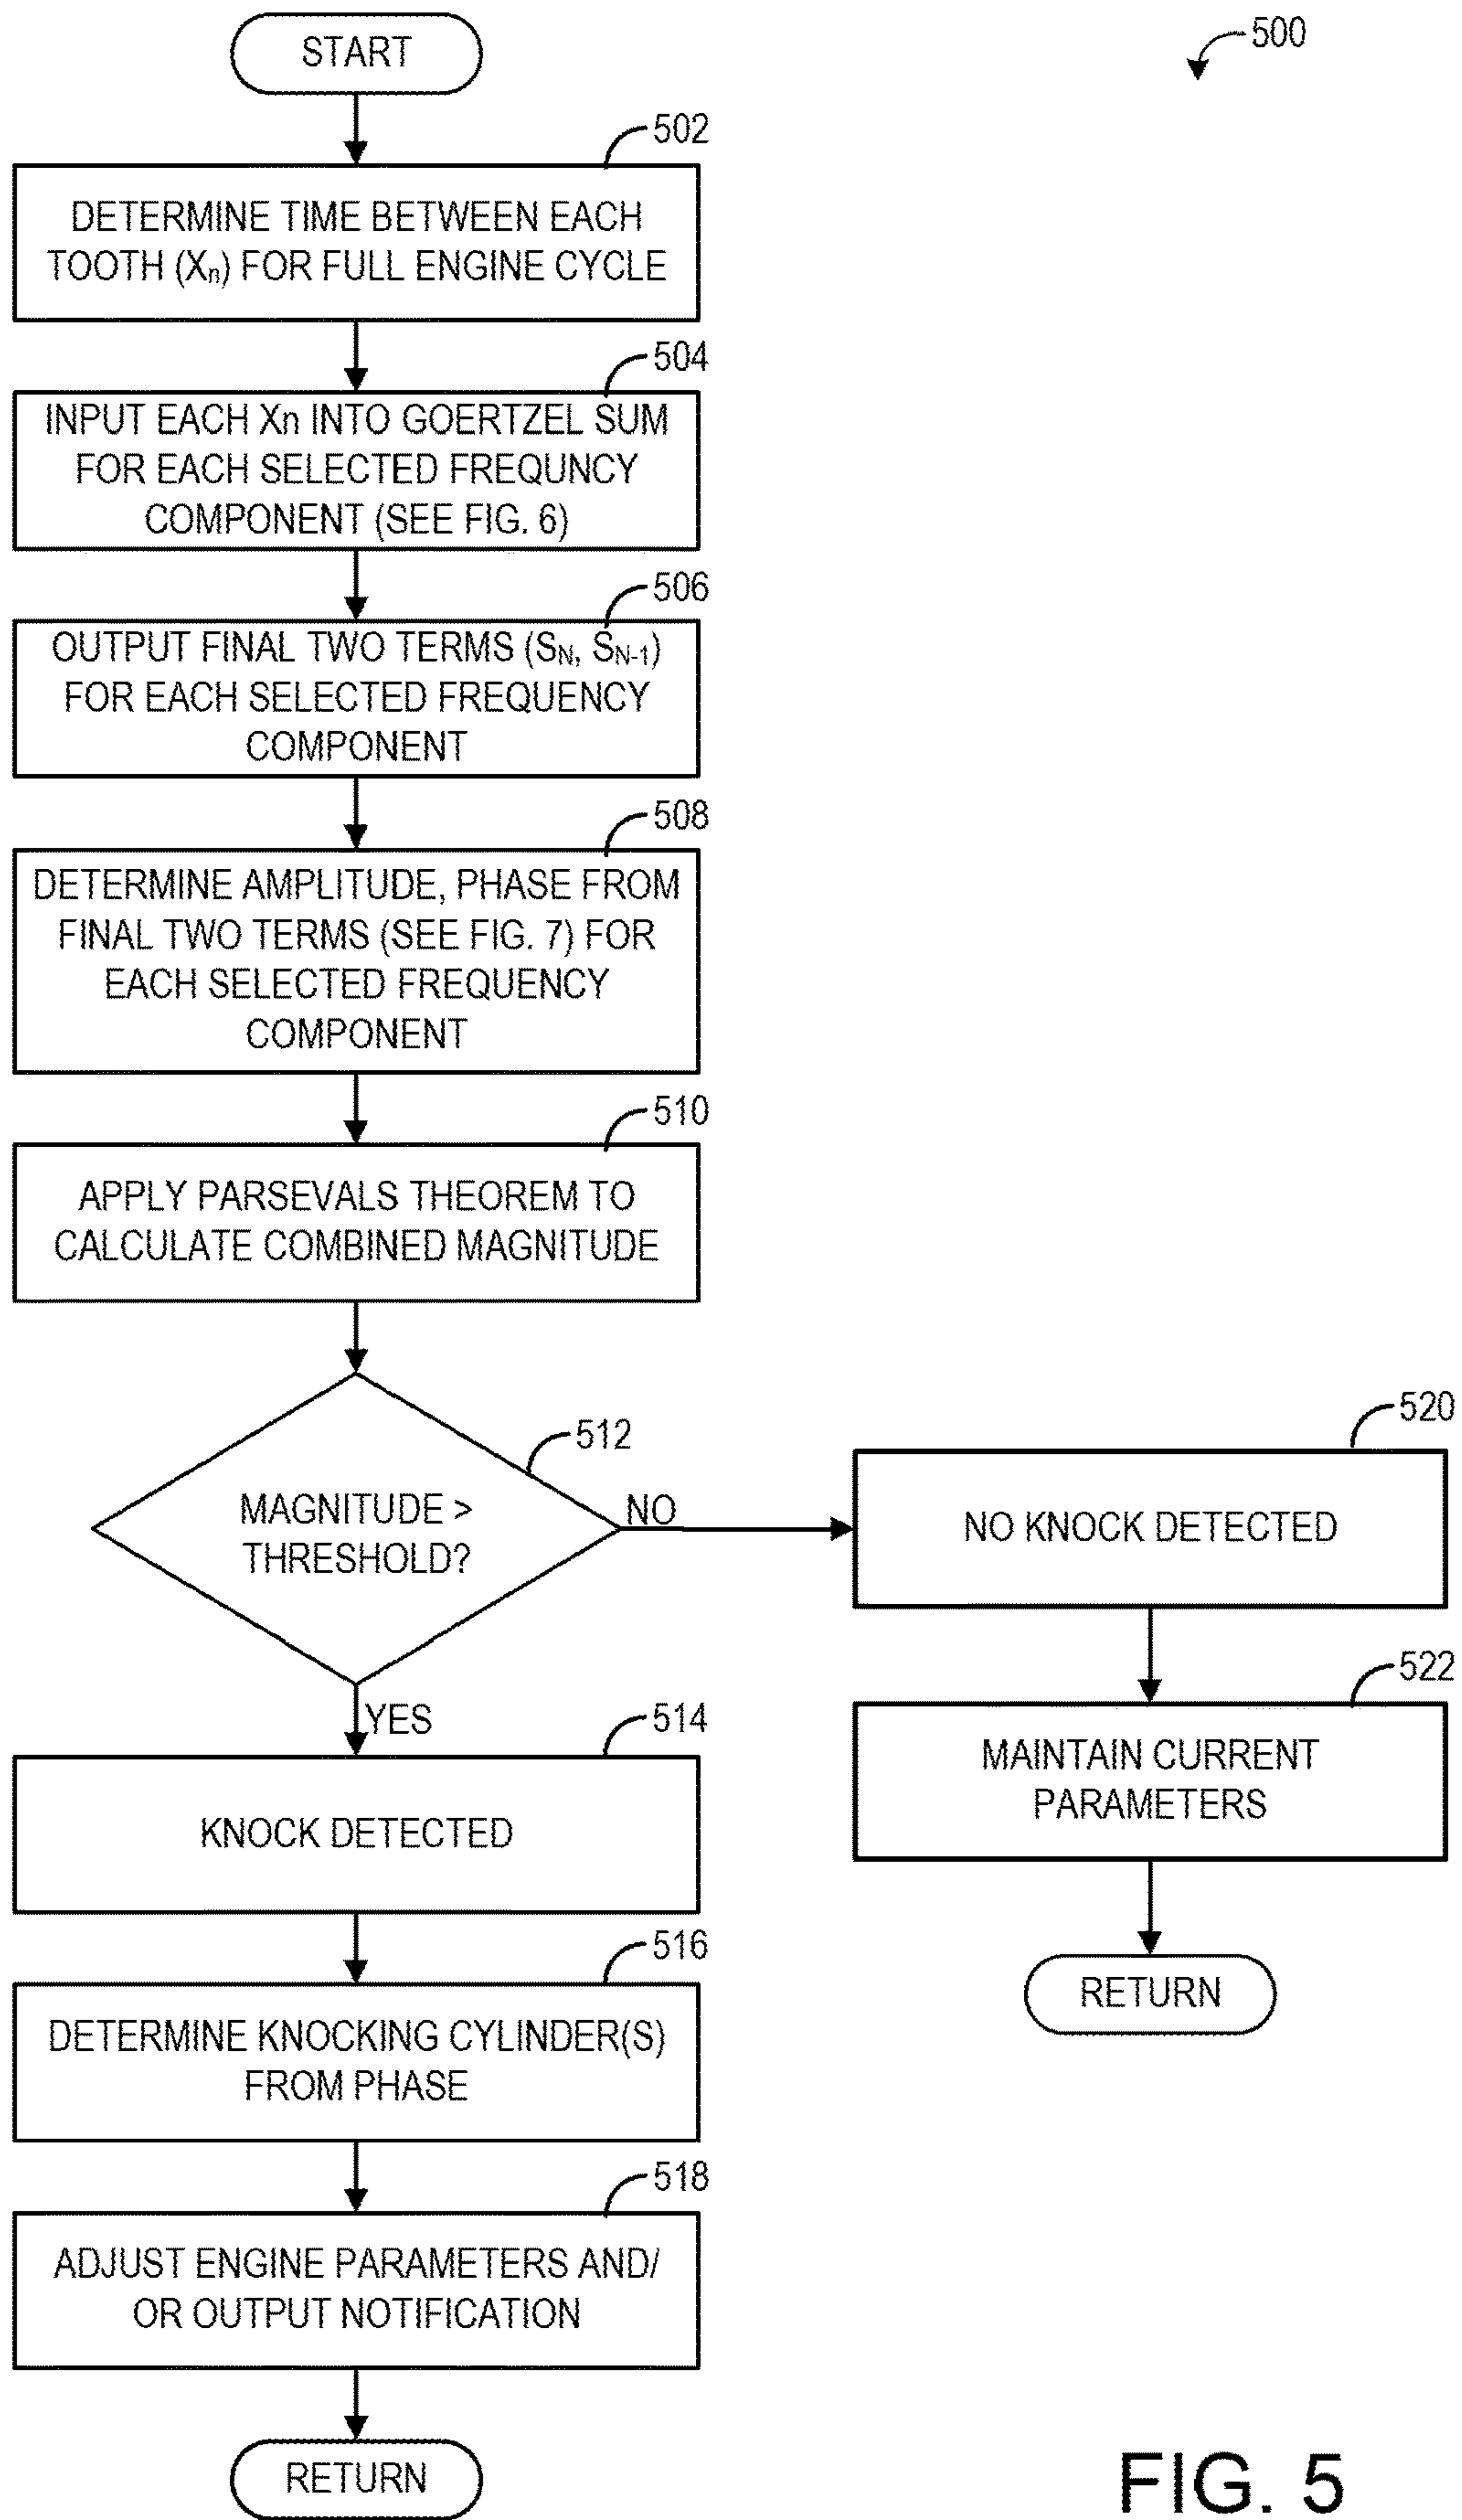 START
500
502
DETERMINE TIME BETWEEN EACH
TOOTH (Xn) FOR FULL ENGINE CYCLE
504
INPUT EACH Xn INTO GOERTZEL SUM
FOR EACH SELECTED FREQUNCY
COMPONENT (SEE FIG. 6)
506
OUTPUT FINAL TWO TERMS (SN, SN-1)
FOR EACH SELECTED FREQUENCY
COMPONENT
508
DETERMINE AMPLITUDE, PHASE FROM
FINAL TWO TERMS (SEE FIG. 7) FOR
EACH SELECTED FREQUENCY
COMPONENT
510
APPLY PARSEVALS THEOREM TO
CALCULATE COMBINED MAGNITUDE
512
MAGNITUDE >
THRESHOLD?
NO
520
NO KNOCK DETECTED
522
MAINTAIN CURRENT
PARAMETERS
RETURN
YES
514
KNOCK DETECTED
516
DETERMINE KNOCKING CYLINDER(S)
FROM PHASE
518
ADJUST ENGINE PARAMETERS AND/
OR OUTPUT NOTIFICATION
RETURN
FIG. 5